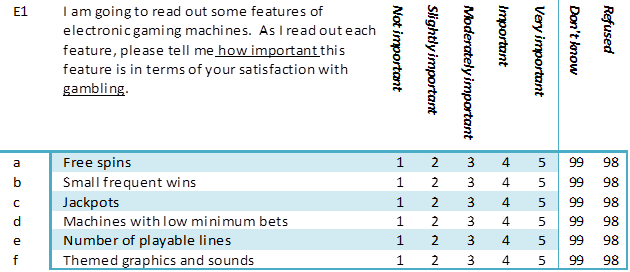 E1 I am going to read out some features of
electronic gaming machines. As I read out each
feature, please tell me how important this
feature is in terms of your satisfaction with
gambling.
Not important
Slightly important
Moderately important
Important
Very important
Don't know
Refused
a Free spins 1 2 3 4 5 99 98
b Small frequent wins 1 2 3 4 5 99 98
c Jackpots 1 2 3 4 5 99 98
d Machines with low minimum bets 1 2 3 4 5 99 98
e Number of playable lines 1 2 3 4 5 99 98
f Themed graphics and sounds 1 2 3 4 5 99 98